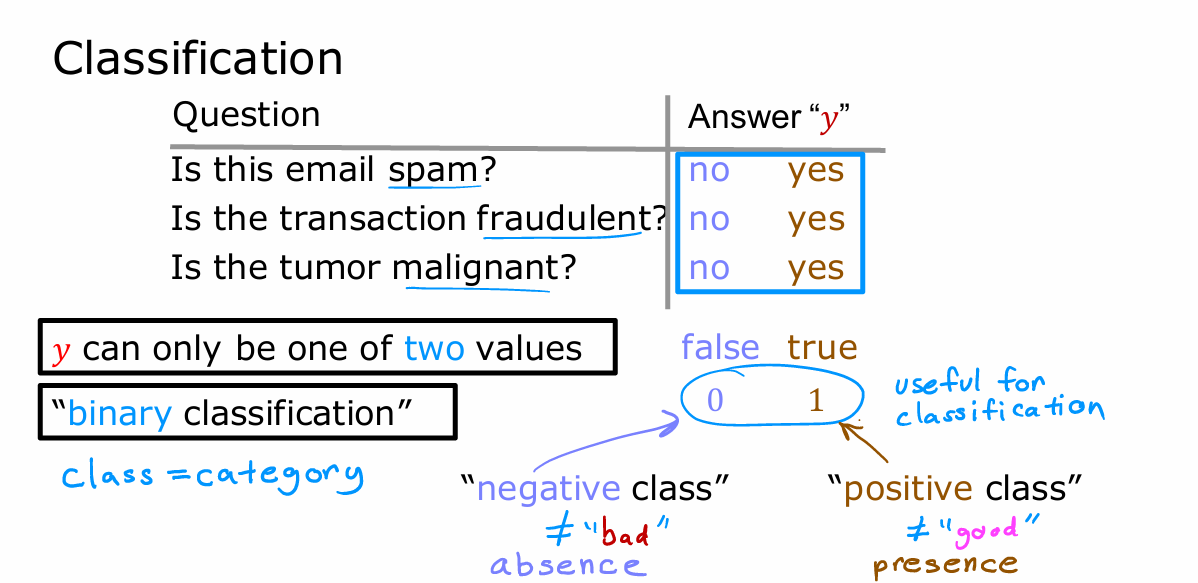 Classification
Question Answer “y”
Is this email spam? no yes
Is the transaction fraudulent? no yes
Is the tumor malignant? no yes
y can only be one of two values false true
0 1 useful for
classification
“binary classification”
class = category
“negative class” “positive class”
≠ “bad” ≠ “good”
absence presence